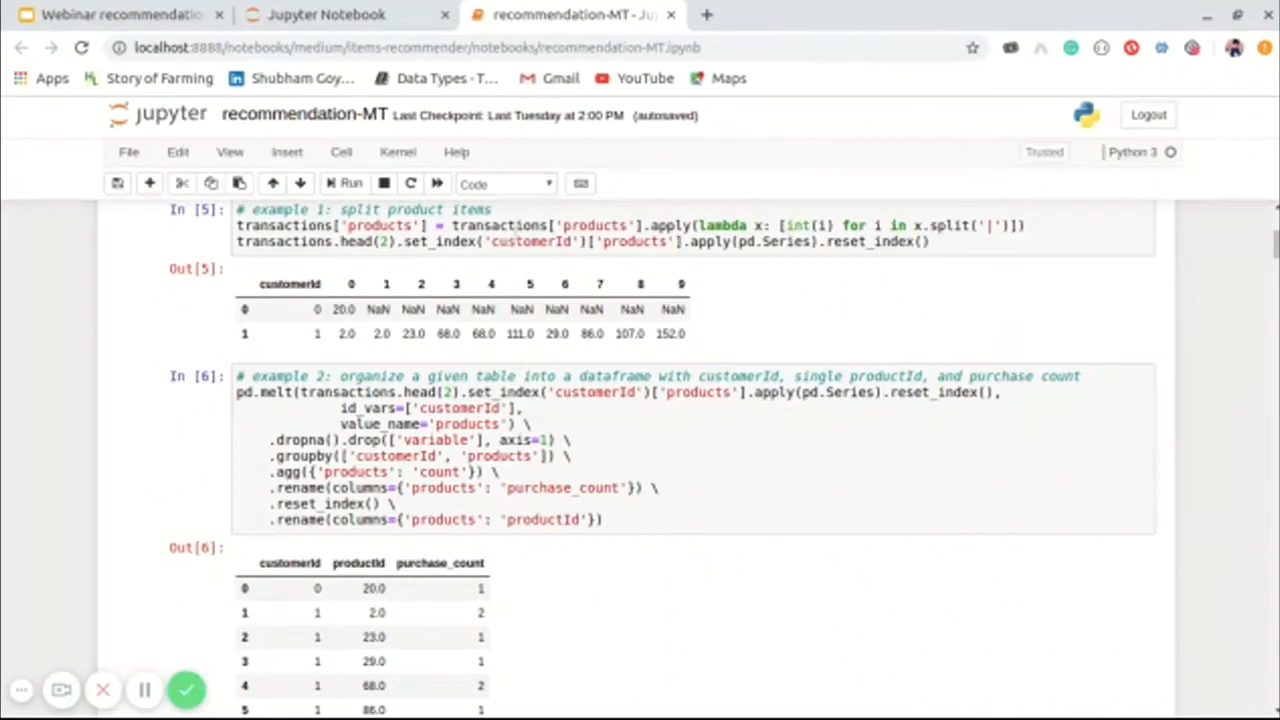 Webinar recommendatio
Jupyter Notebook
recommendation-MT - Ju
localhost:8888/notebooks/medium/items-recommender/notebooks/recommendation-MT.ipynb
Apps Story of Farming Shubham Goy... Data Types - T... Gmail YouTube Maps
jupyter recommendation-MT Last Checkpoint: Last Tuesday at 2:00 PM (autosaved) Logout
File Edit View Insert Cell Kernel Help Trusted Python 3
Run Code
In [5]: # example 1: split product items
transactions['products'] = transactions['products'].apply(lambda x: [int(i) for i in x.split('|')])
transactions.head(2).set_index('customerId')['products'].apply(pd.Series).reset_index()
Out[5]:
customerId 0 1 2 3 4 5 6 7 8 9
0 0 20.0 NaN NaN NaN NaN NaN NaN NaN NaN NaN
1 1 2.0 2.0 23.0 68.0 68.0 111.0 29.0 86.0 107.0 152.0
In [6]: # example 2: organize a given table into a dataframe with customerId, single productId, and purchase count
pd.melt(transactions.head(2).set_index('customerId')['products'].apply(pd.Series).reset_index(),
id_vars=['customerId'],
value_name='products') \
.dropna().drop(['variable'], axis=1) \
.groupby(['customerId', 'products']) \
.agg({'products': 'count'}) \
.rename(columns={'products': 'purchase_count'}) \
.reset_index() \
.rename(columns={'products': 'productId'})
Out[6]:
customerId productId purchase_count
0 0 20.0 1
1 1 2.0 2
2 1 23.0 1
3 1 29.0 1
4 1 68.0 2
5 1 86.0 1